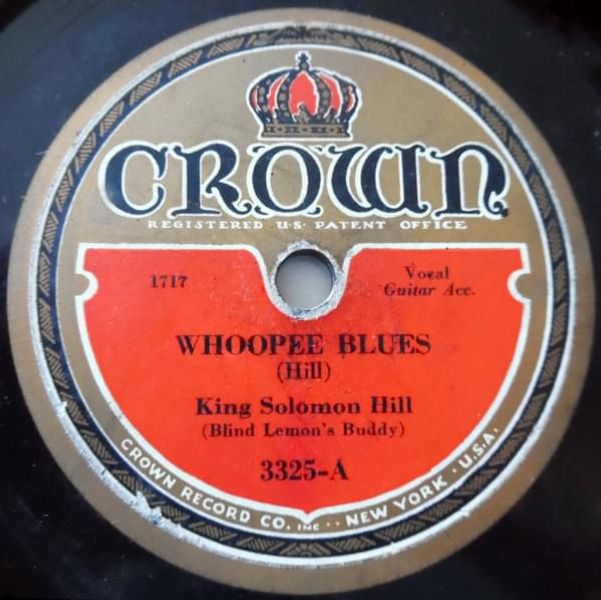 CROWN
REGISTERED U·S· PATENT OFFICE
1717
Vocal
Guitar Acc.
WHOOPEE BLUES
(Hill)
King Solomon Hill
(Blind Lemon's Buddy)
3325-A
CROWN RECORD CO. INC ·· NEW YORK · U.S.A.